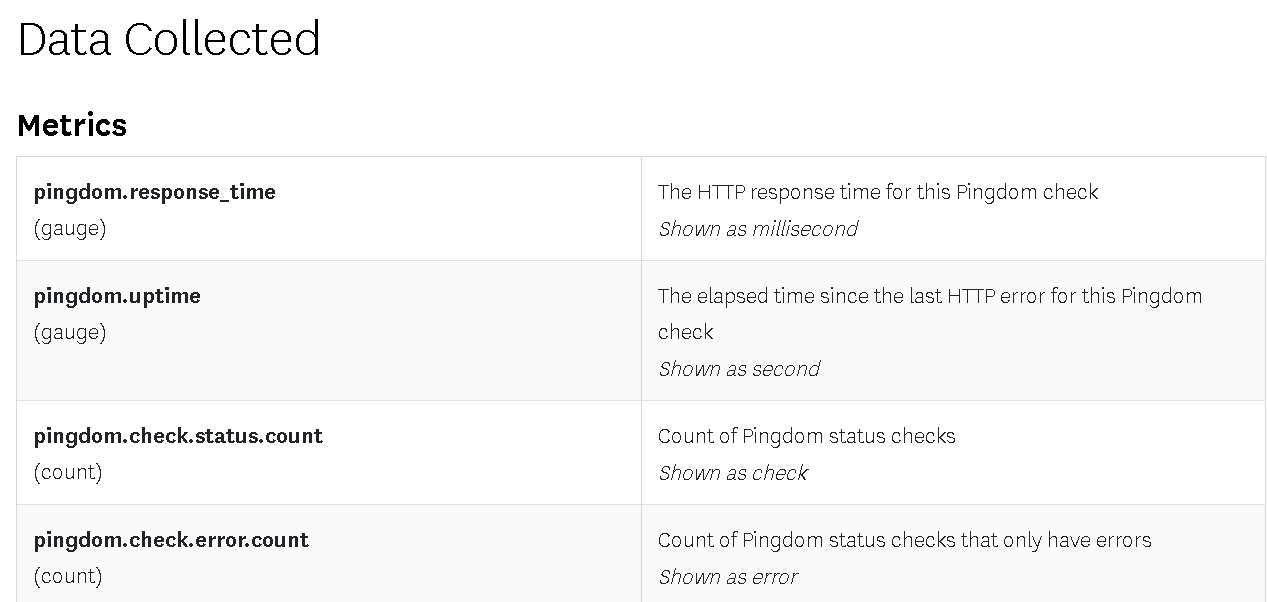 Data Collected
Metrics
pingdom.response_time
(gauge)
The HTTP response time for this Pingdom check
Shown as millisecond
pingdom.uptime
(gauge)
The elapsed time since the last HTTP error for this Pingdom
check
Shown as second
pingdom.check.status.count
(count)
Count of Pingdom status checks
Shown as check
pingdom.check.error.count
(count)
Count of Pingdom status checks that only have errors
Shown as error